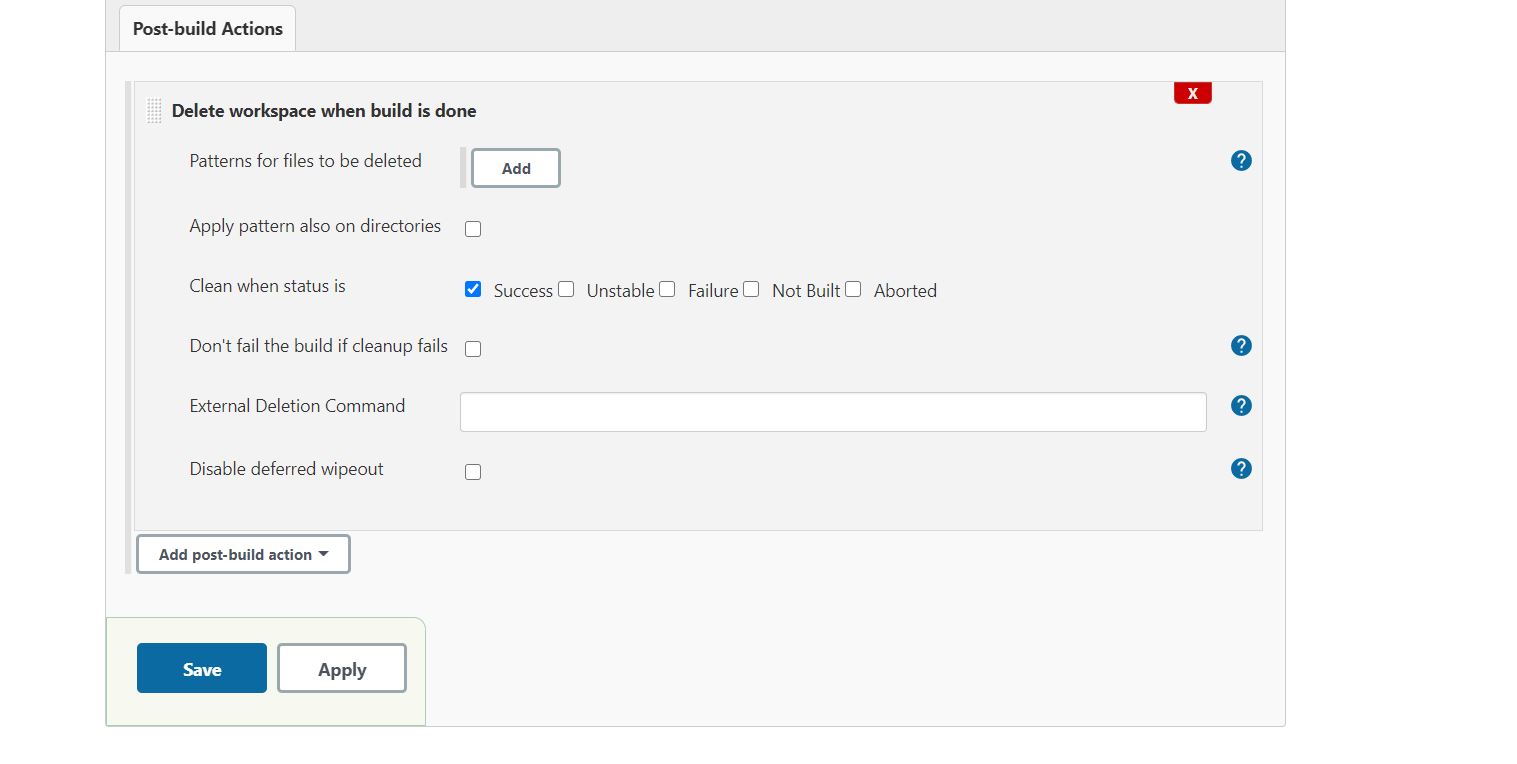 Post-build Actions
X
Delete workspace when build is done
Patterns for files to be deleted Add ?
Apply pattern also on directories
Clean when status is Success Unstable Failure Not Built Aborted
Don't fail the build if cleanup fails ?
External Deletion Command ?
Disable deferred wipeout ?
Add post-build action
Save Apply